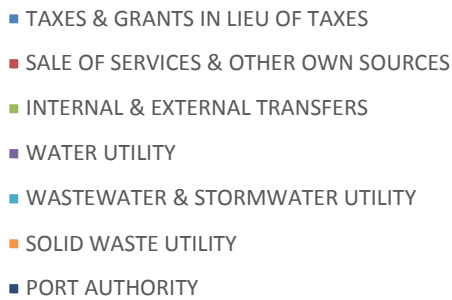 TAXES & GRANTS IN LIEU OF TAXES
SALE OF SERVICES & OTHER OWN SOURCES
INTERNAL & EXTERNAL TRANSFERS
WATER UTILITY
WASTEWATER & STORMWATER UTILITY
SOLID WASTE UTILITY
PORT AUTHORITY